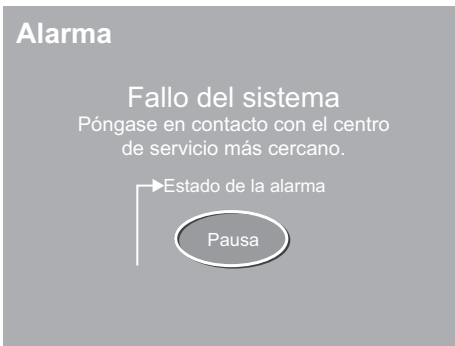 Alarma
Fallo del sistema
Póngase en contacto con el centro
de servicio más cercano.
Estado de la alarma
Pausa